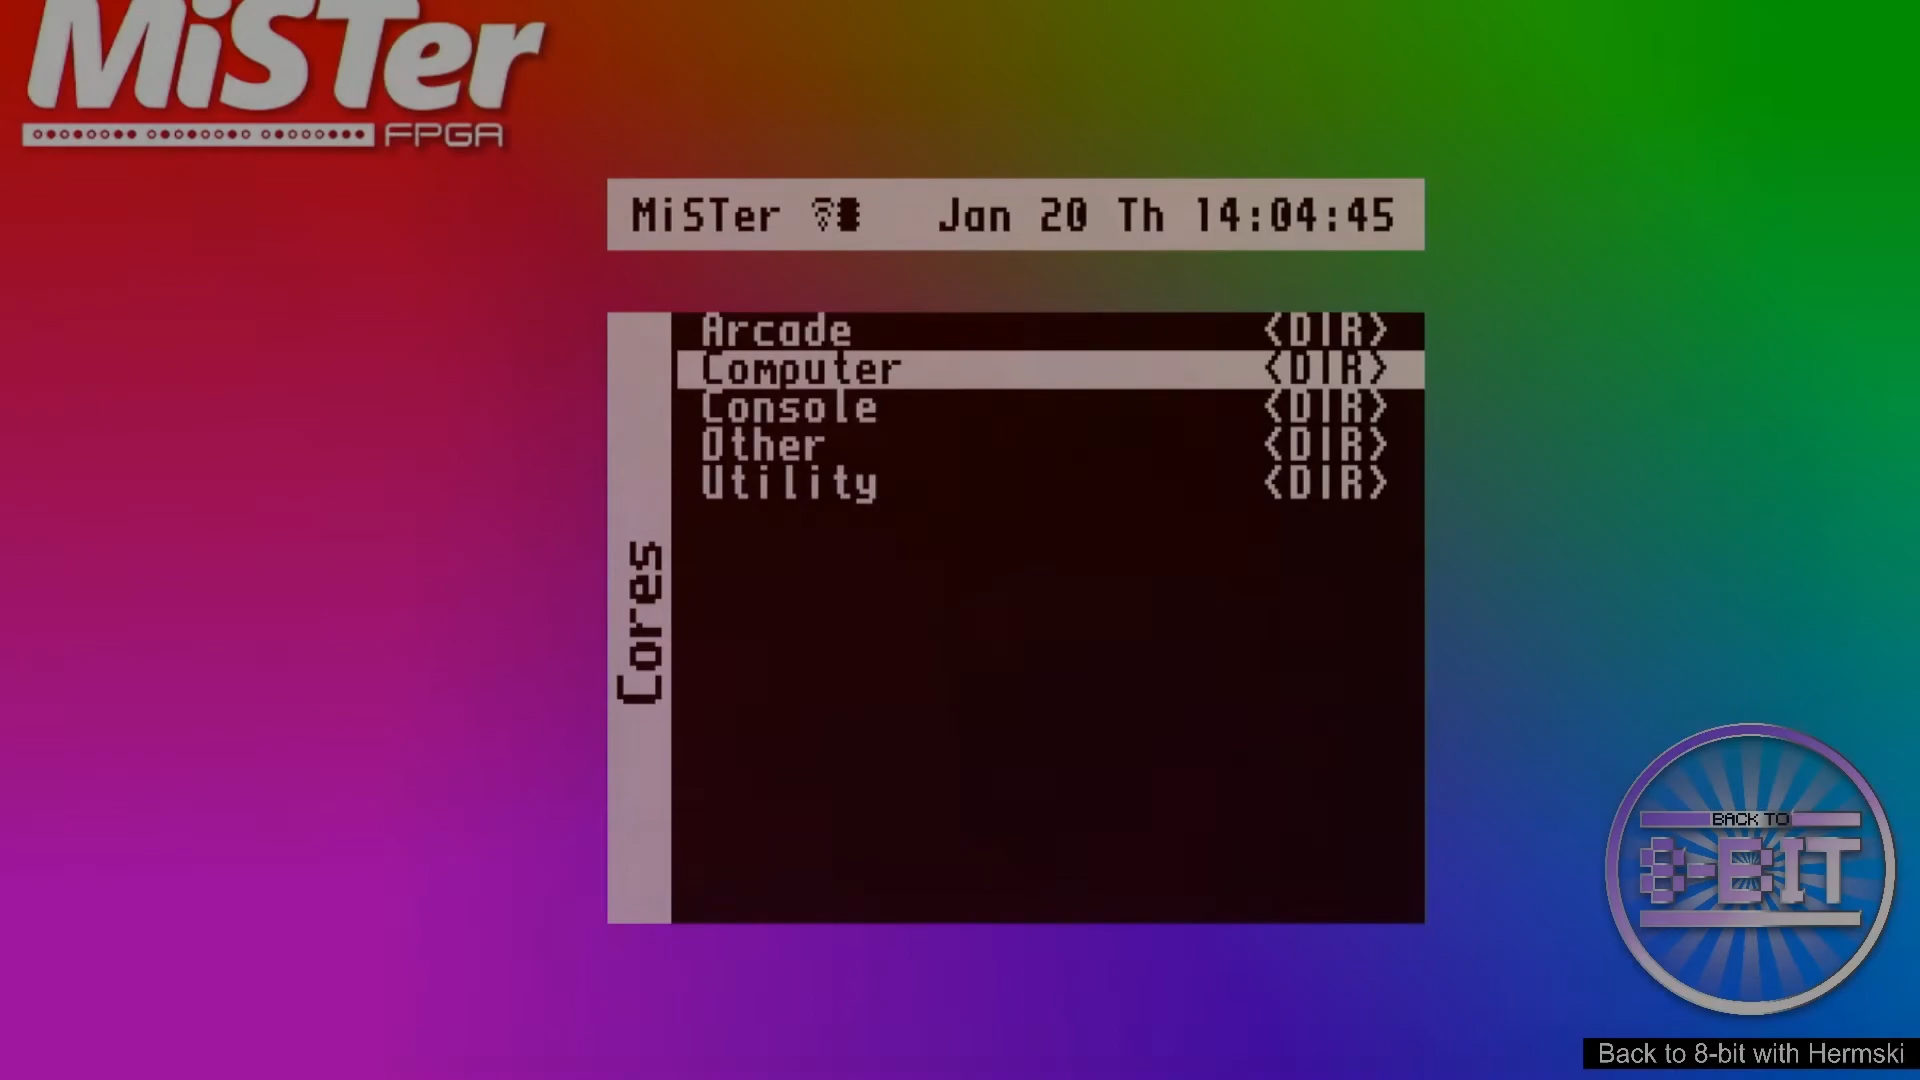 MiSTer
FPGA
MiSTer Jan 20 Th 14:04:45
Arcade <DIR>
Computer <DIR>
Console <DIR>
Other <DIR>
Utility <DIR>
Cores
BACK TO
8-BIT
Back to 8-bit with Hermski